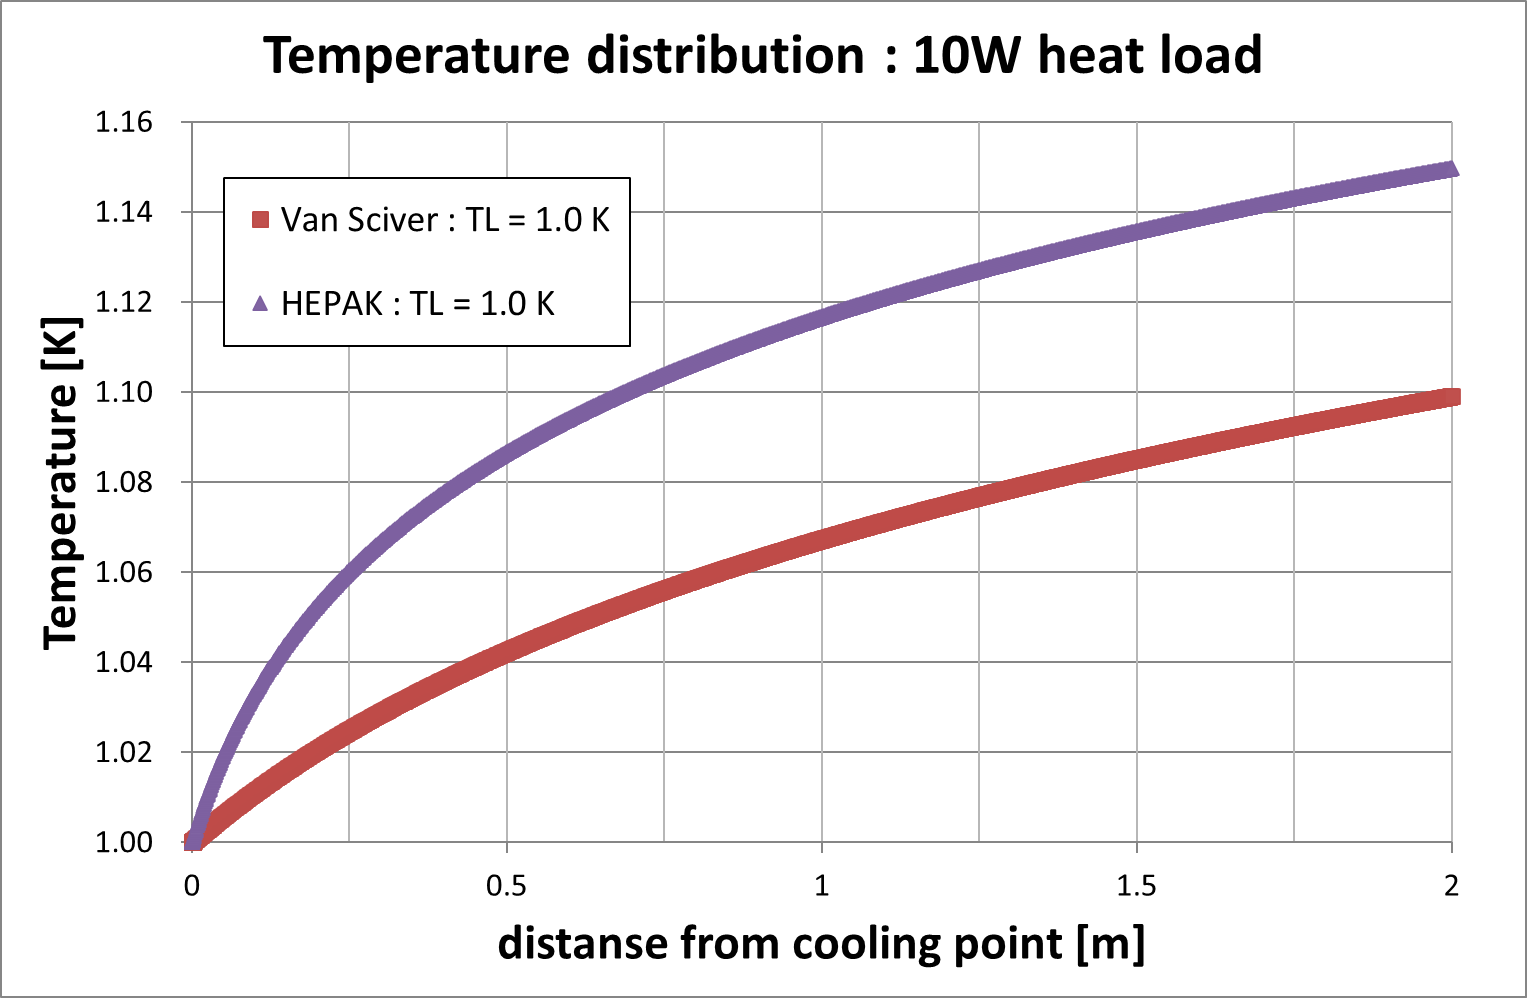 Temperature distribution : 10W heat load
1.16
1.14
1.12
1.10
1.08
1.06
1.04
1.02
1.00
Temperature [K]
Van Sciver : TL = 1.0 K
HEPAK : TL = 1.0 K
0 0.5 1 1.5 2
distanse from cooling point [m]